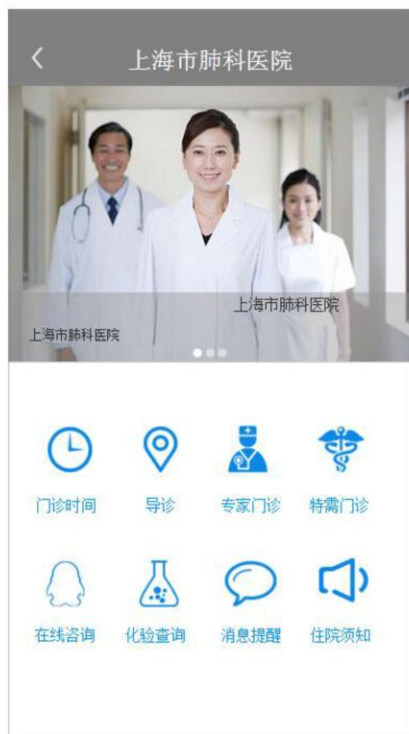 上海市肺科医院
上海市肺科医院
上海市肺科医院
门诊时间 导诊 专家门诊 特需门诊
在线咨询 化验查询 消息提醒 住院须知